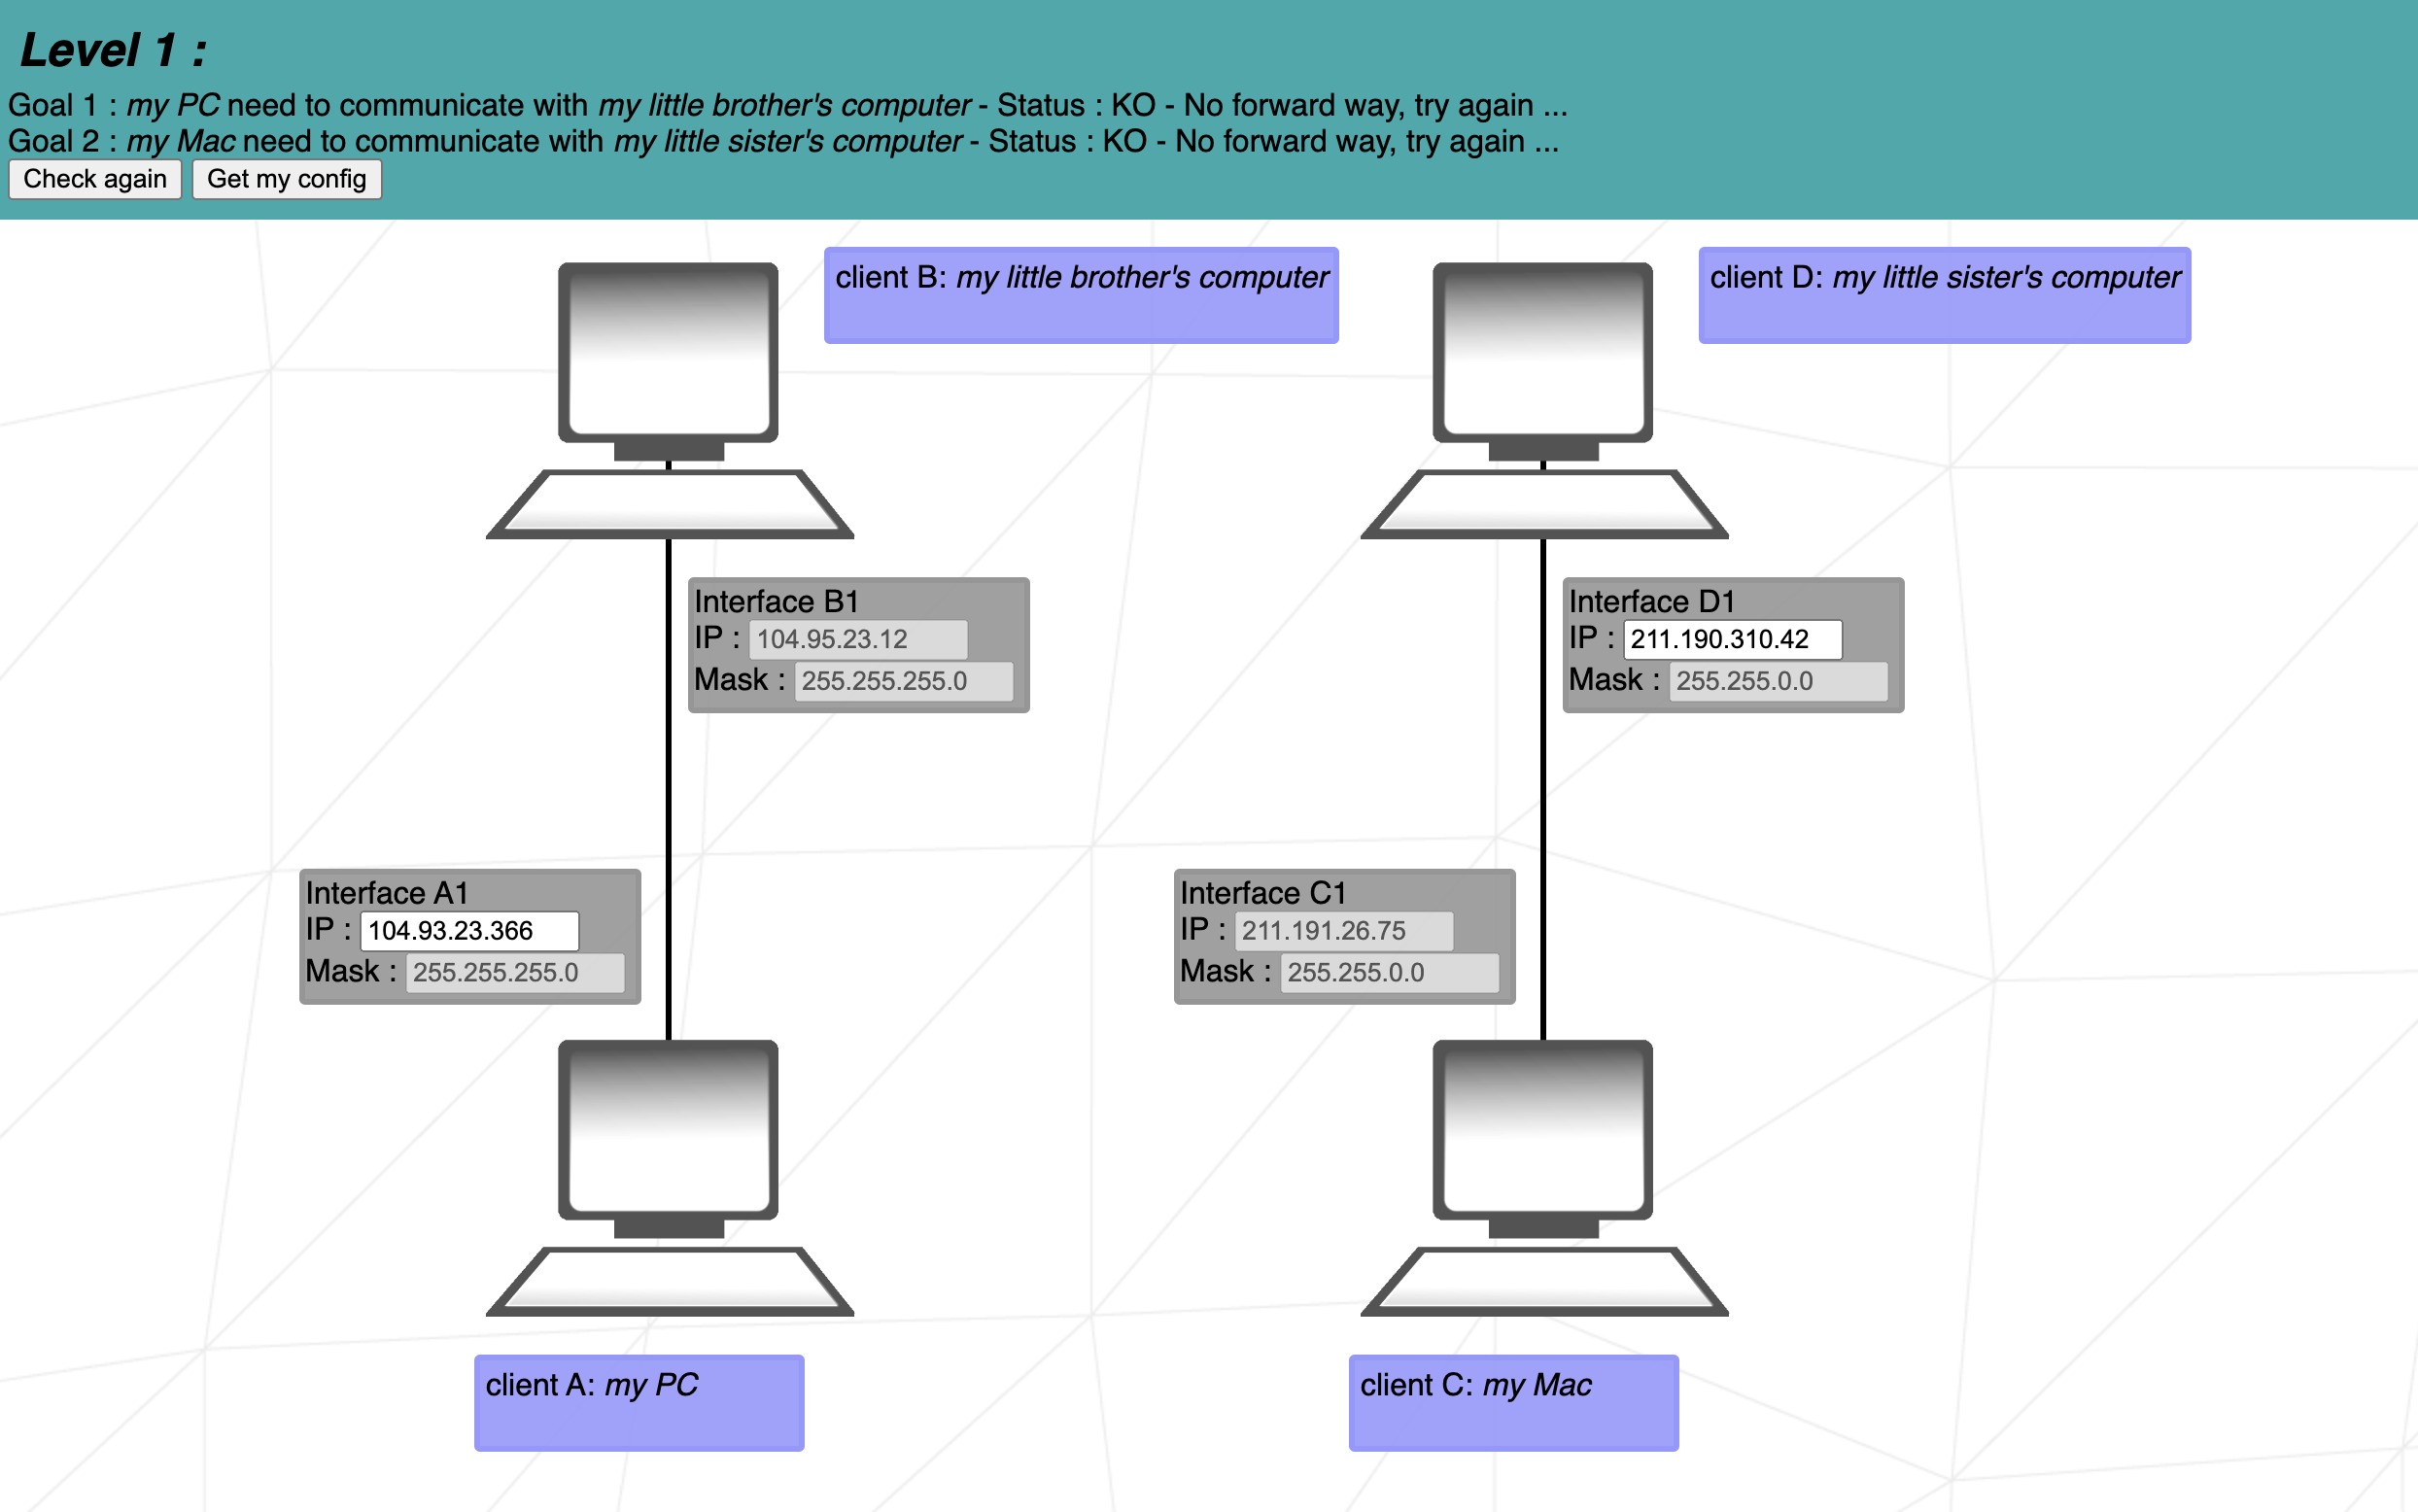 Level 1 :
Goal 1 : my PC need to communicate with my little brother's computer - Status : KO - No forward way, try again ...
Goal 2 : my Mac need to communicate with my little sister's computer - Status : KO - No forward way, try again ...
Check again Get my config
client B: my little brother's computer
client D: my little sister's computer
Interface B1
IP : 104.95.23.12
Mask : 255.255.255.0
Interface D1
IP : 211.190.310.42
Mask : 255.255.0.0
Interface A1
IP : 104.93.23.366
Mask : 255.255.255.0
Interface C1
IP : 211.191.26.75
Mask : 255.255.0.0
client A: my PC
client C: my Mac